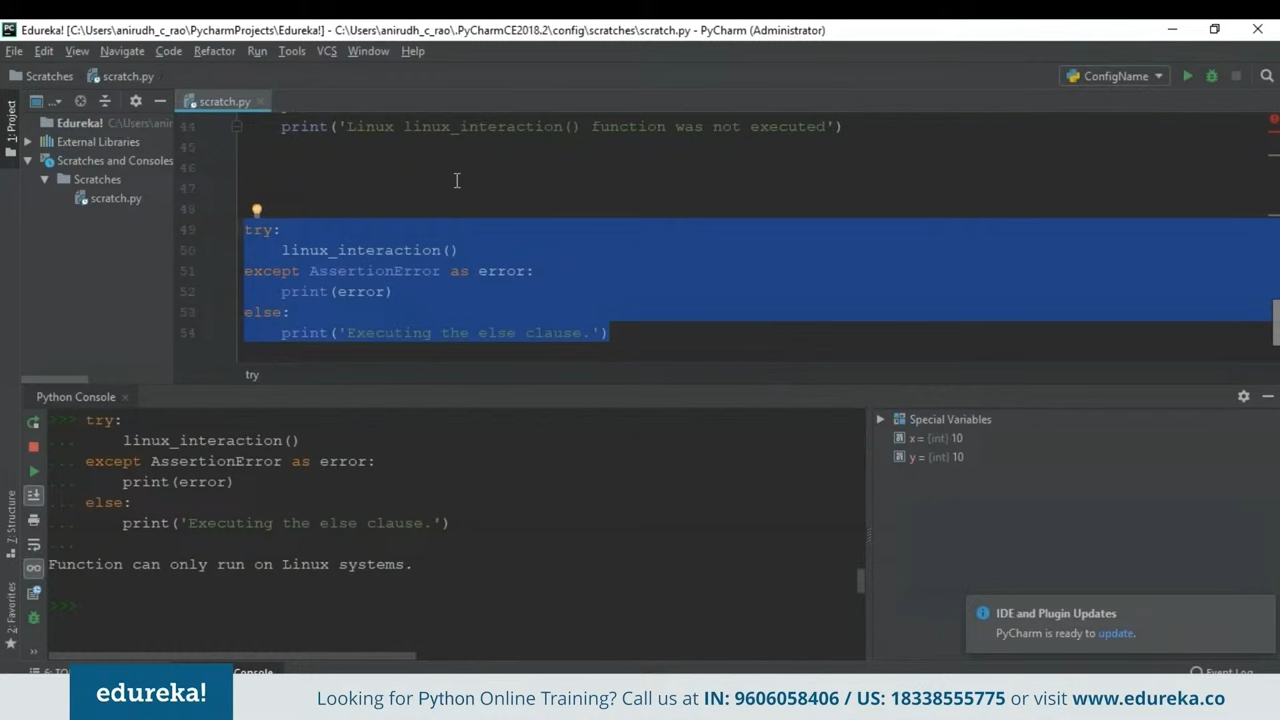 Edureka! [C:\Users\anirudh_c_rao\PycharmProjects\Edureka!] - C:\Users\anirudh_c_rao\.PyCharmCE2018.2\config\scratches\scratch.py - PyCharm (Administrator)
File Edit View Navigate Code Refactor Run Tools VCS Window Help
Scratches scratch.py ConfigName
1: Project
... scratch.py
Edureka! C:\Users\anir
External Libraries
Scratches and Consoles
Scratches
scratch.py
44 print('Linux linux_interaction() function was not executed')
45
46
47
48
49 try:
50 linux_interaction()
51 except AssertionError as error:
52 print(error)
53 else:
54 print('Executing the else clause.')
try
Python Console
>>> try:
... linux_interaction()
... except AssertionError as error:
... print(error)
... else:
... print('Executing the else clause.')
...
Function can only run on Linux systems.
>>>
Special Variables
x = {int} 10
y = {int} 10
Z: Structure
2: Favorites
IDE and Plugin Updates
PyCharm is ready to update.
Console Event Log
edureka!
Looking for Python Online Training? Call us at IN: 9606058406 / US: 18338555775 or visit www.edureka.co